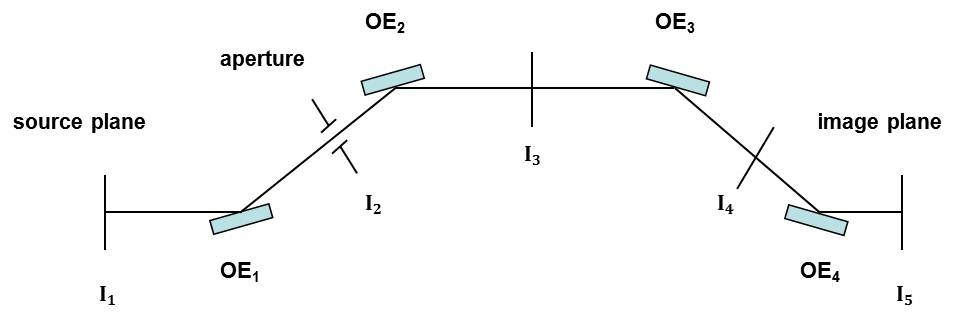 OE₂
OE₃
aperture
source plane
image plane
I₃
I₂
I₄
OE₁
OE₄
I₁
I₅